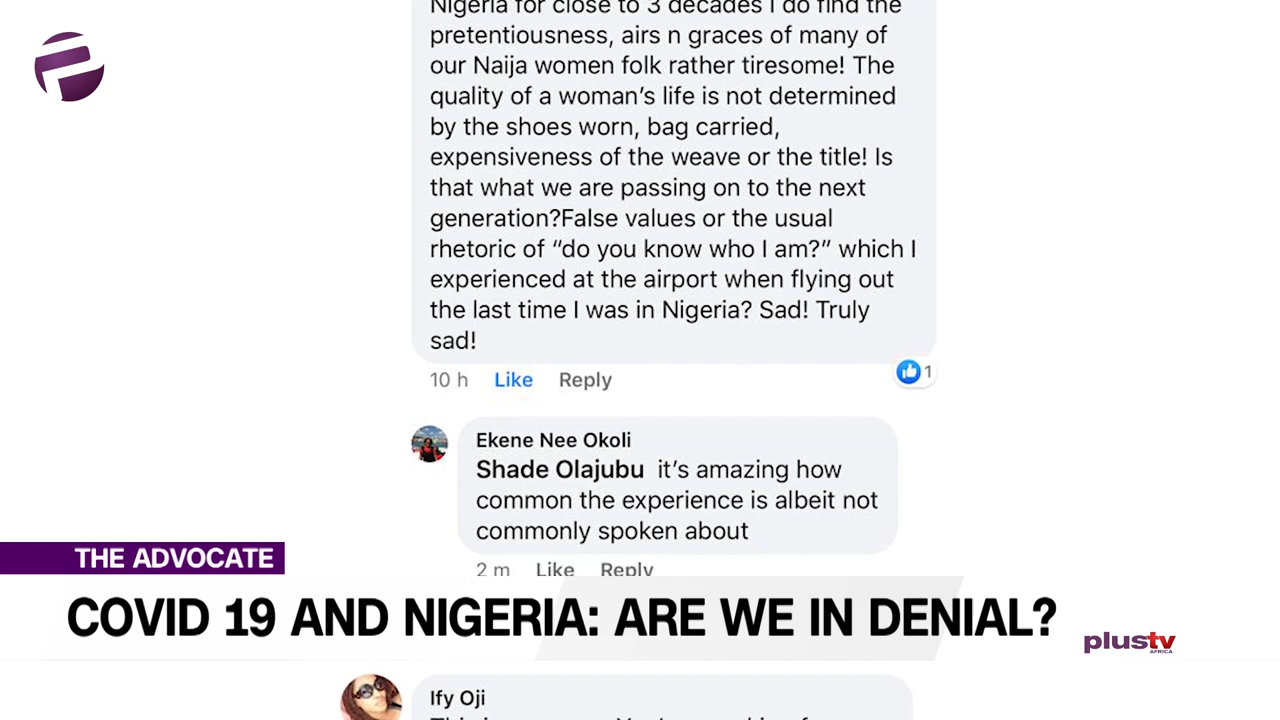 Nigeria for close to 3 decades I do find the
pretentiousness, airs n graces of many of
our Naija women folk rather tiresome! The
quality of a woman's life is not determined
by the shoes worn, bag carried,
expensiveness of the weave or the title! Is
that what we are passing on to the next
generation?False values or the usual
rhetoric of “do you know who I am?” which I
experienced at the airport when flying out
the last time I was in Nigeria? Sad! Truly
sad!
10 h Like Reply
1
Ekene Nee Okoli
Shade Olajubu it's amazing how
common the experience is albeit not
commonly spoken about
2 m Like Reply
THE ADVOCATE
COVID 19 AND NIGERIA: ARE WE IN DENIAL?
plustv
AFRICA
Ify Oji